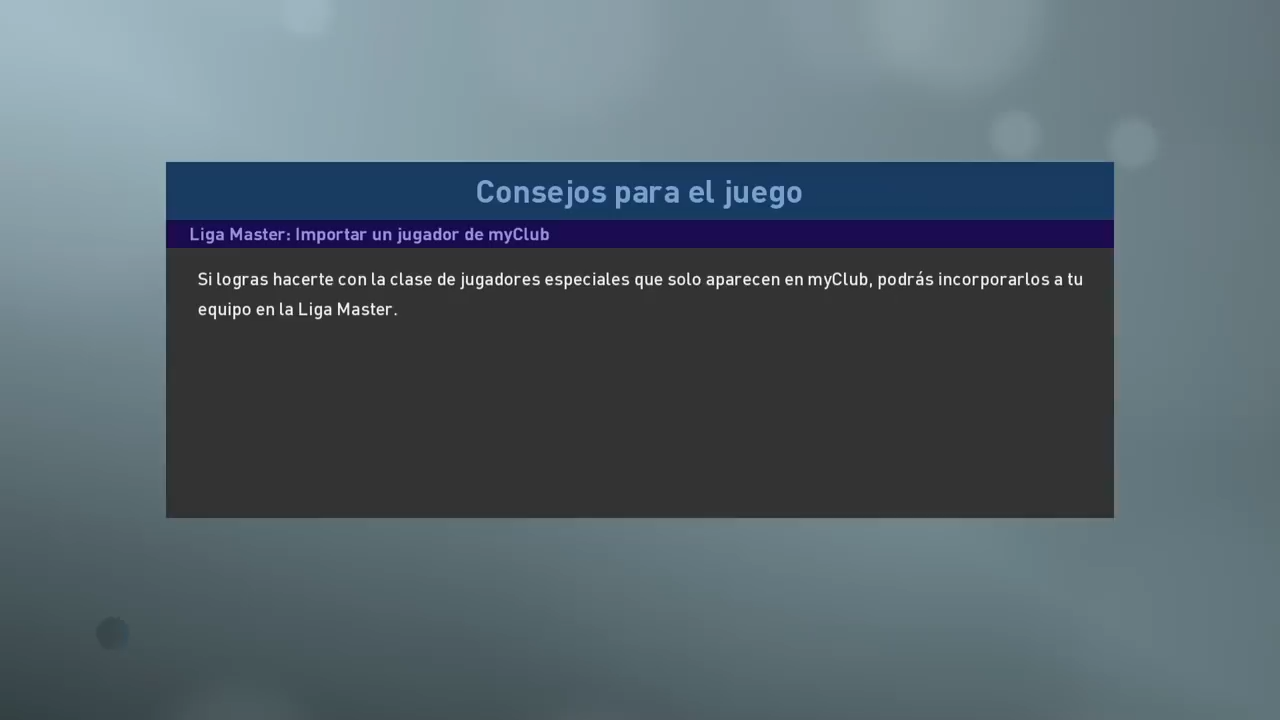 Consejos para el juego
Liga Master: Importar un jugador de myClub
Si logras hacerte con la clase de jugadores especiales que solo aparecen en myClub, podrás incorporarlos a tu
equipo en la Liga Master.